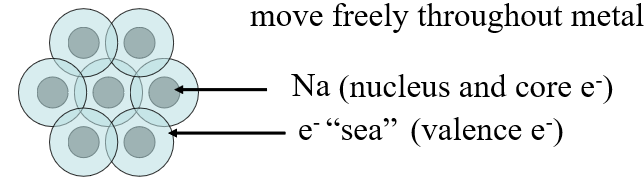 move freely throughout metal
Na (nucleus and core e⁻)
e⁻ “sea” (valence e⁻)